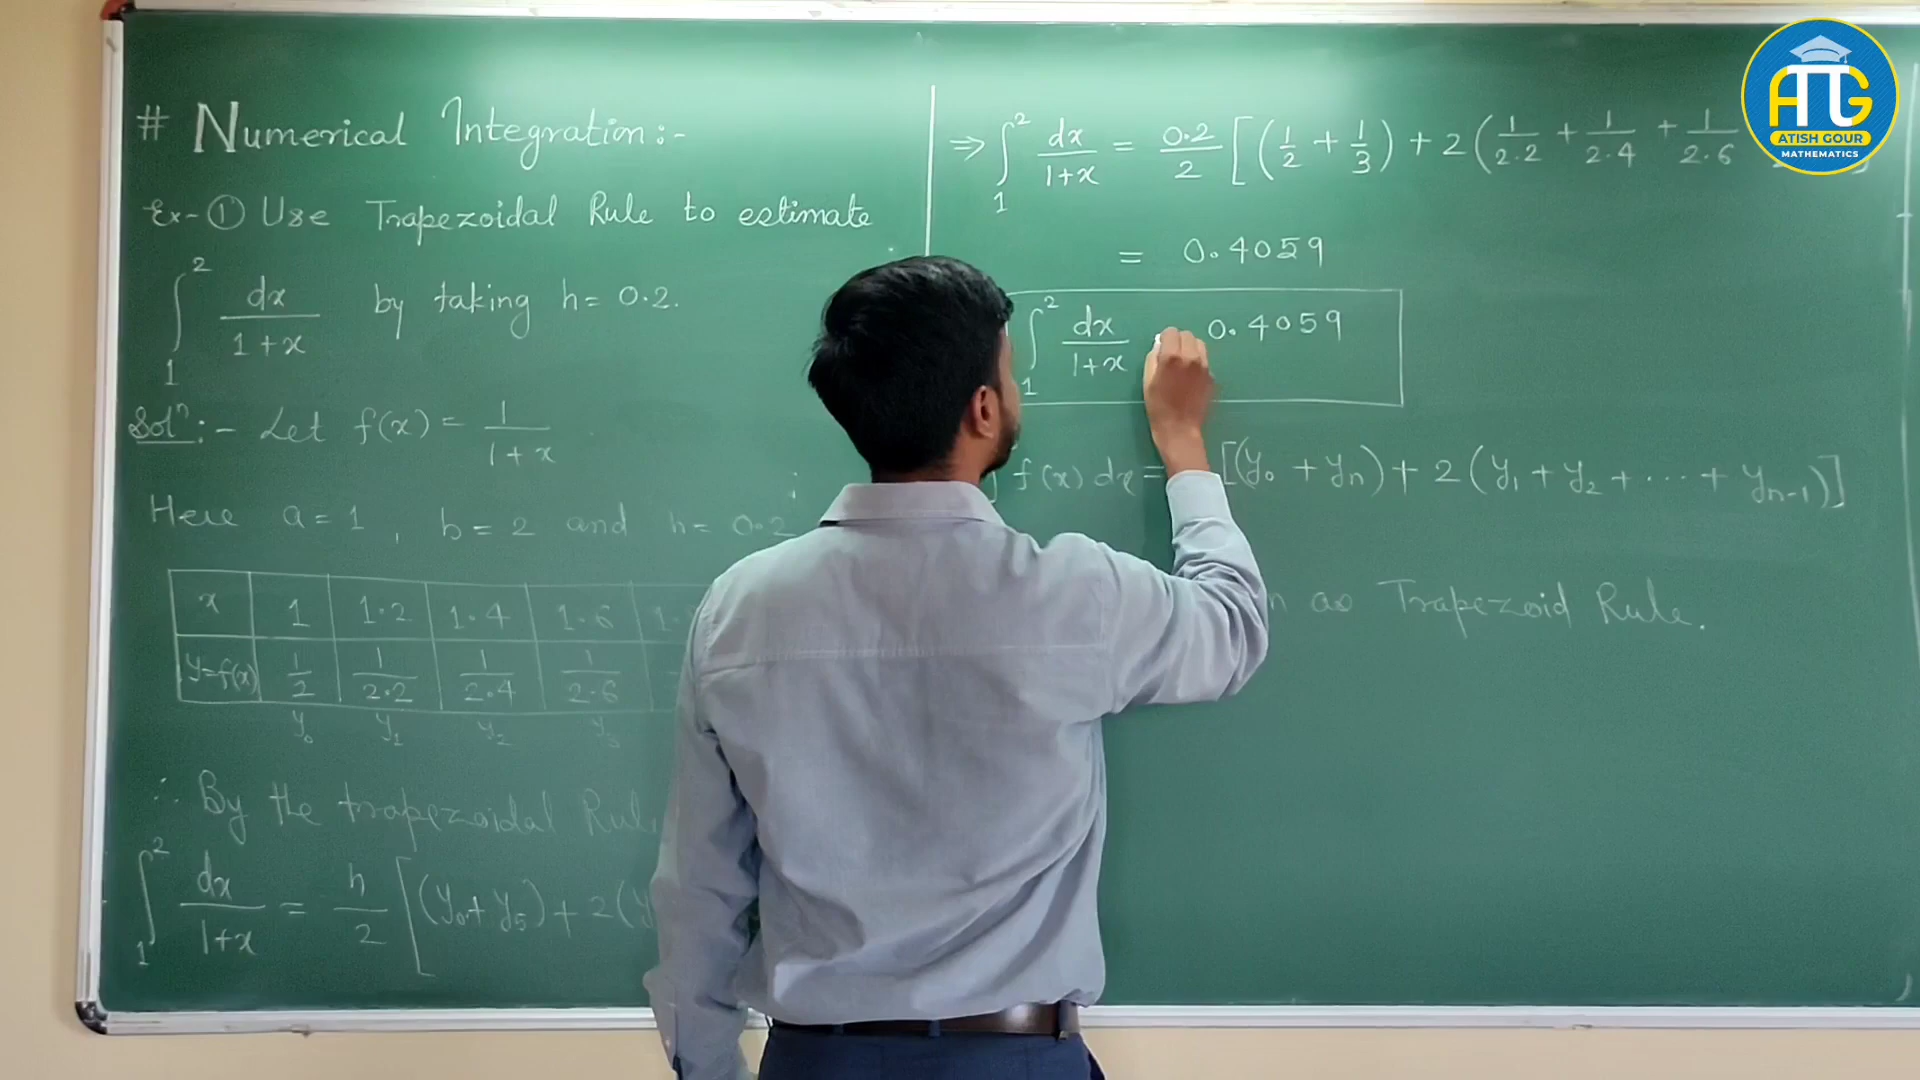 # Numerical Integration:-
Ex-① Use Trapezoidal Rule to estimate
∫₁² dx/(1+x) by taking h= 0.2.
Solⁿ:- Let f(x) = 1/(1+x)
Here a=1, b=2 and h=0.2
x 1 1.2 1.4 1.6 1.
y=f(x) 1/2 1/2.2 1/2.4 1/2.6
y₀ y₁ y₂ y₃
∴ By the trapezoidal Rule
∫₁² dx/(1+x) = h/2 [(y₀+y₅)+2(y
⇒ ∫₁² dx/(1+x) = 0.2/2 [(1/2 + 1/3) + 2(1/2.2 + 1/2.4 + 1/2.6
= 0.4059
∫₁² dx/(1+x) 0.4059
f(x) dx = [(y₀ + yₙ) + 2(y₁ + y₂ + ... + yₙ₋₁)]
as Trapezoid Rule.
ATG
ATISH GOUR
MATHEMATICS